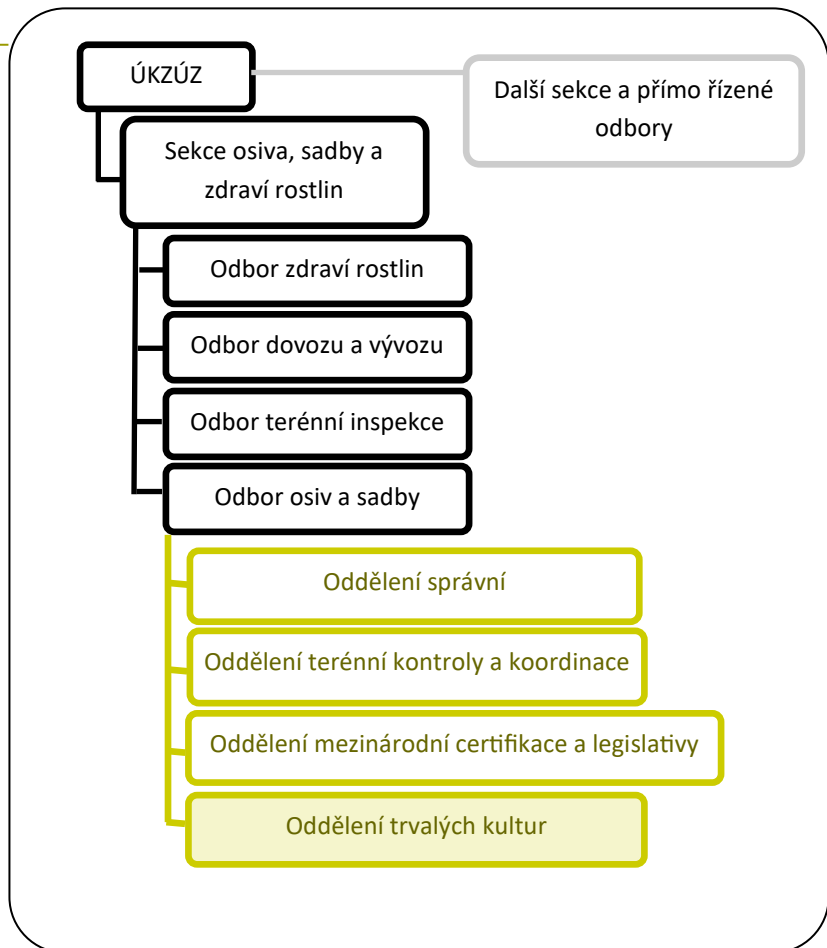 ÚKZÚZ
Další sekce a přímo řízené
odbory
Sekce osiva, sadby a
zdraví rostlin
Odbor zdraví rostlin
Odbor dovozu a vývozu
Odbor terénní inspekce
Odbor osiv a sadby
Oddělení správní
Oddělení terénní kontroly a koordinace
Oddělení mezinárodní certifikace a legislativy
Oddělení trvalých kultur